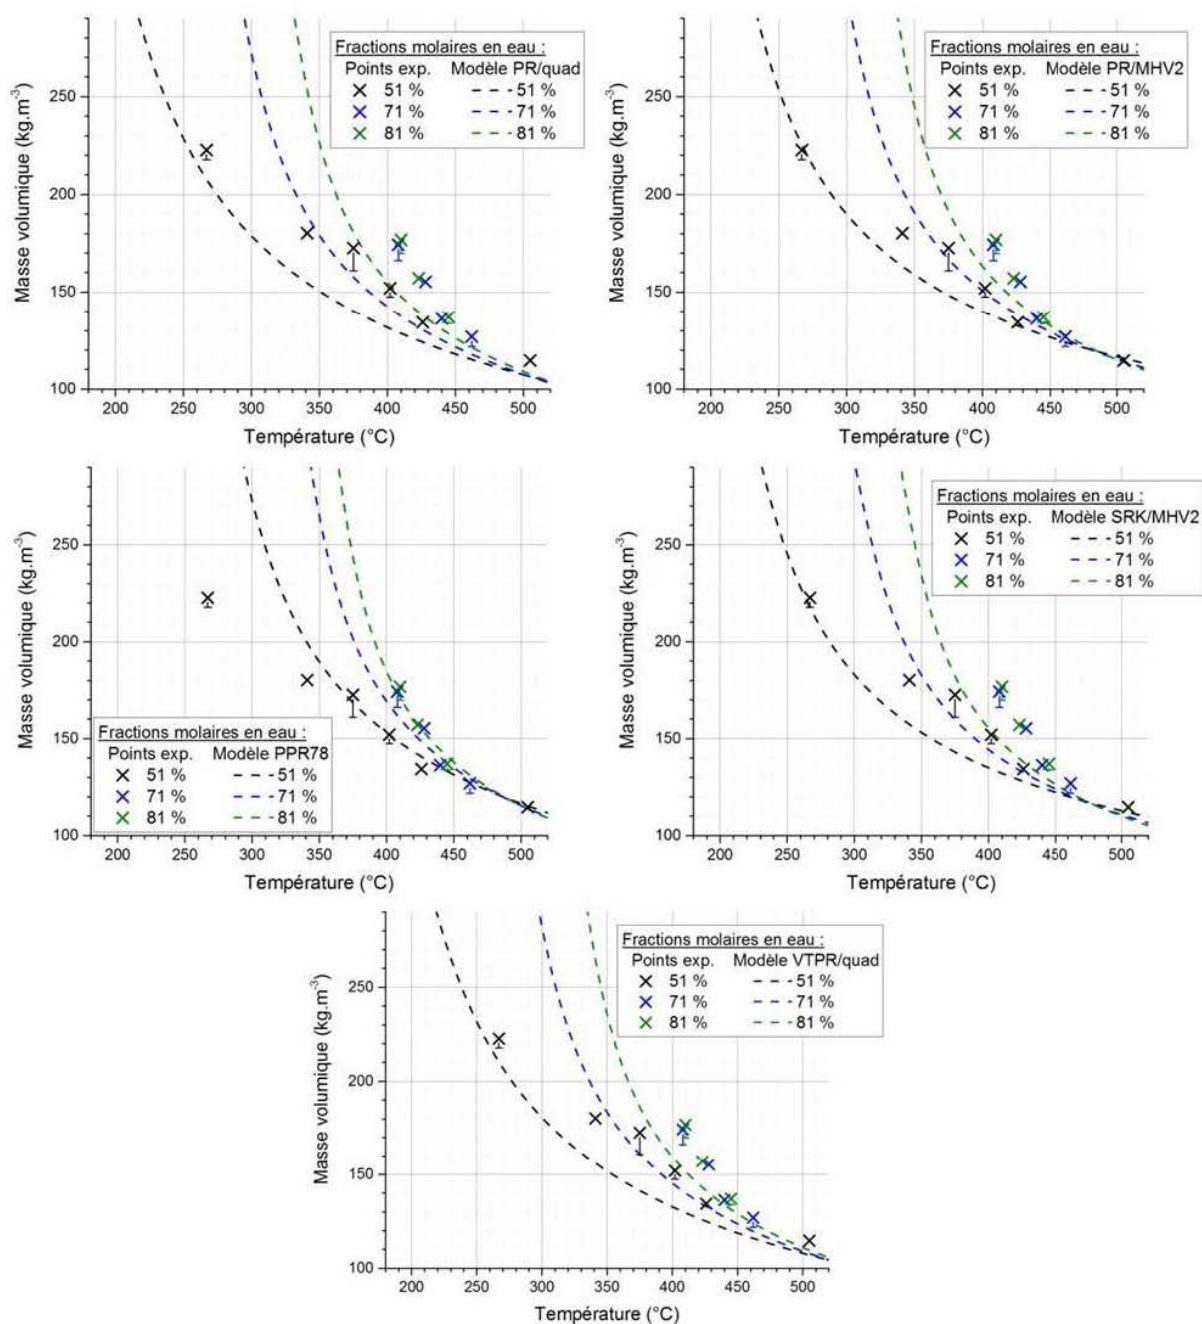 Fractions molaires en eau :
Points exp. Modèle PR/quad
51 % 51 %
71 % 71 %
81 % 81 %
Masse volumique (kg.m-3)
250
200
150
100
200 250 300 350 400 450 500
Température (°C)
Fractions molaires en eau :
Points exp. Modèle PR/MHV2
51 % 51 %
71 % 71 %
81 % 81 %
Masse volumique (kg.m-3)
250
200
150
100
200 250 300 350 400 450 500
Température (°C)
Fractions molaires en eau :
Points exp. Modèle PPR78
51 % 51 %
71 % 71 %
81 % 81 %
Masse volumique (kg.m-3)
250
200
150
100
200 250 300 350 400 450 500
Température (°C)
Fractions molaires en eau :
Points exp. Modèle SRK/MHV2
51 % 51 %
71 % 71 %
81 % 81 %
Masse volumique (kg.m-3)
250
200
150
100
200 250 300 350 400 450 500
Température (°C)
Fractions molaires en eau :
Points exp. Modèle VTPR/quad
51 % 51 %
71 % 71 %
81 % 81 %
Masse volumique (kg.m-3)
250
200
150
100
200 250 300 350 400 450 500
Température (°C)